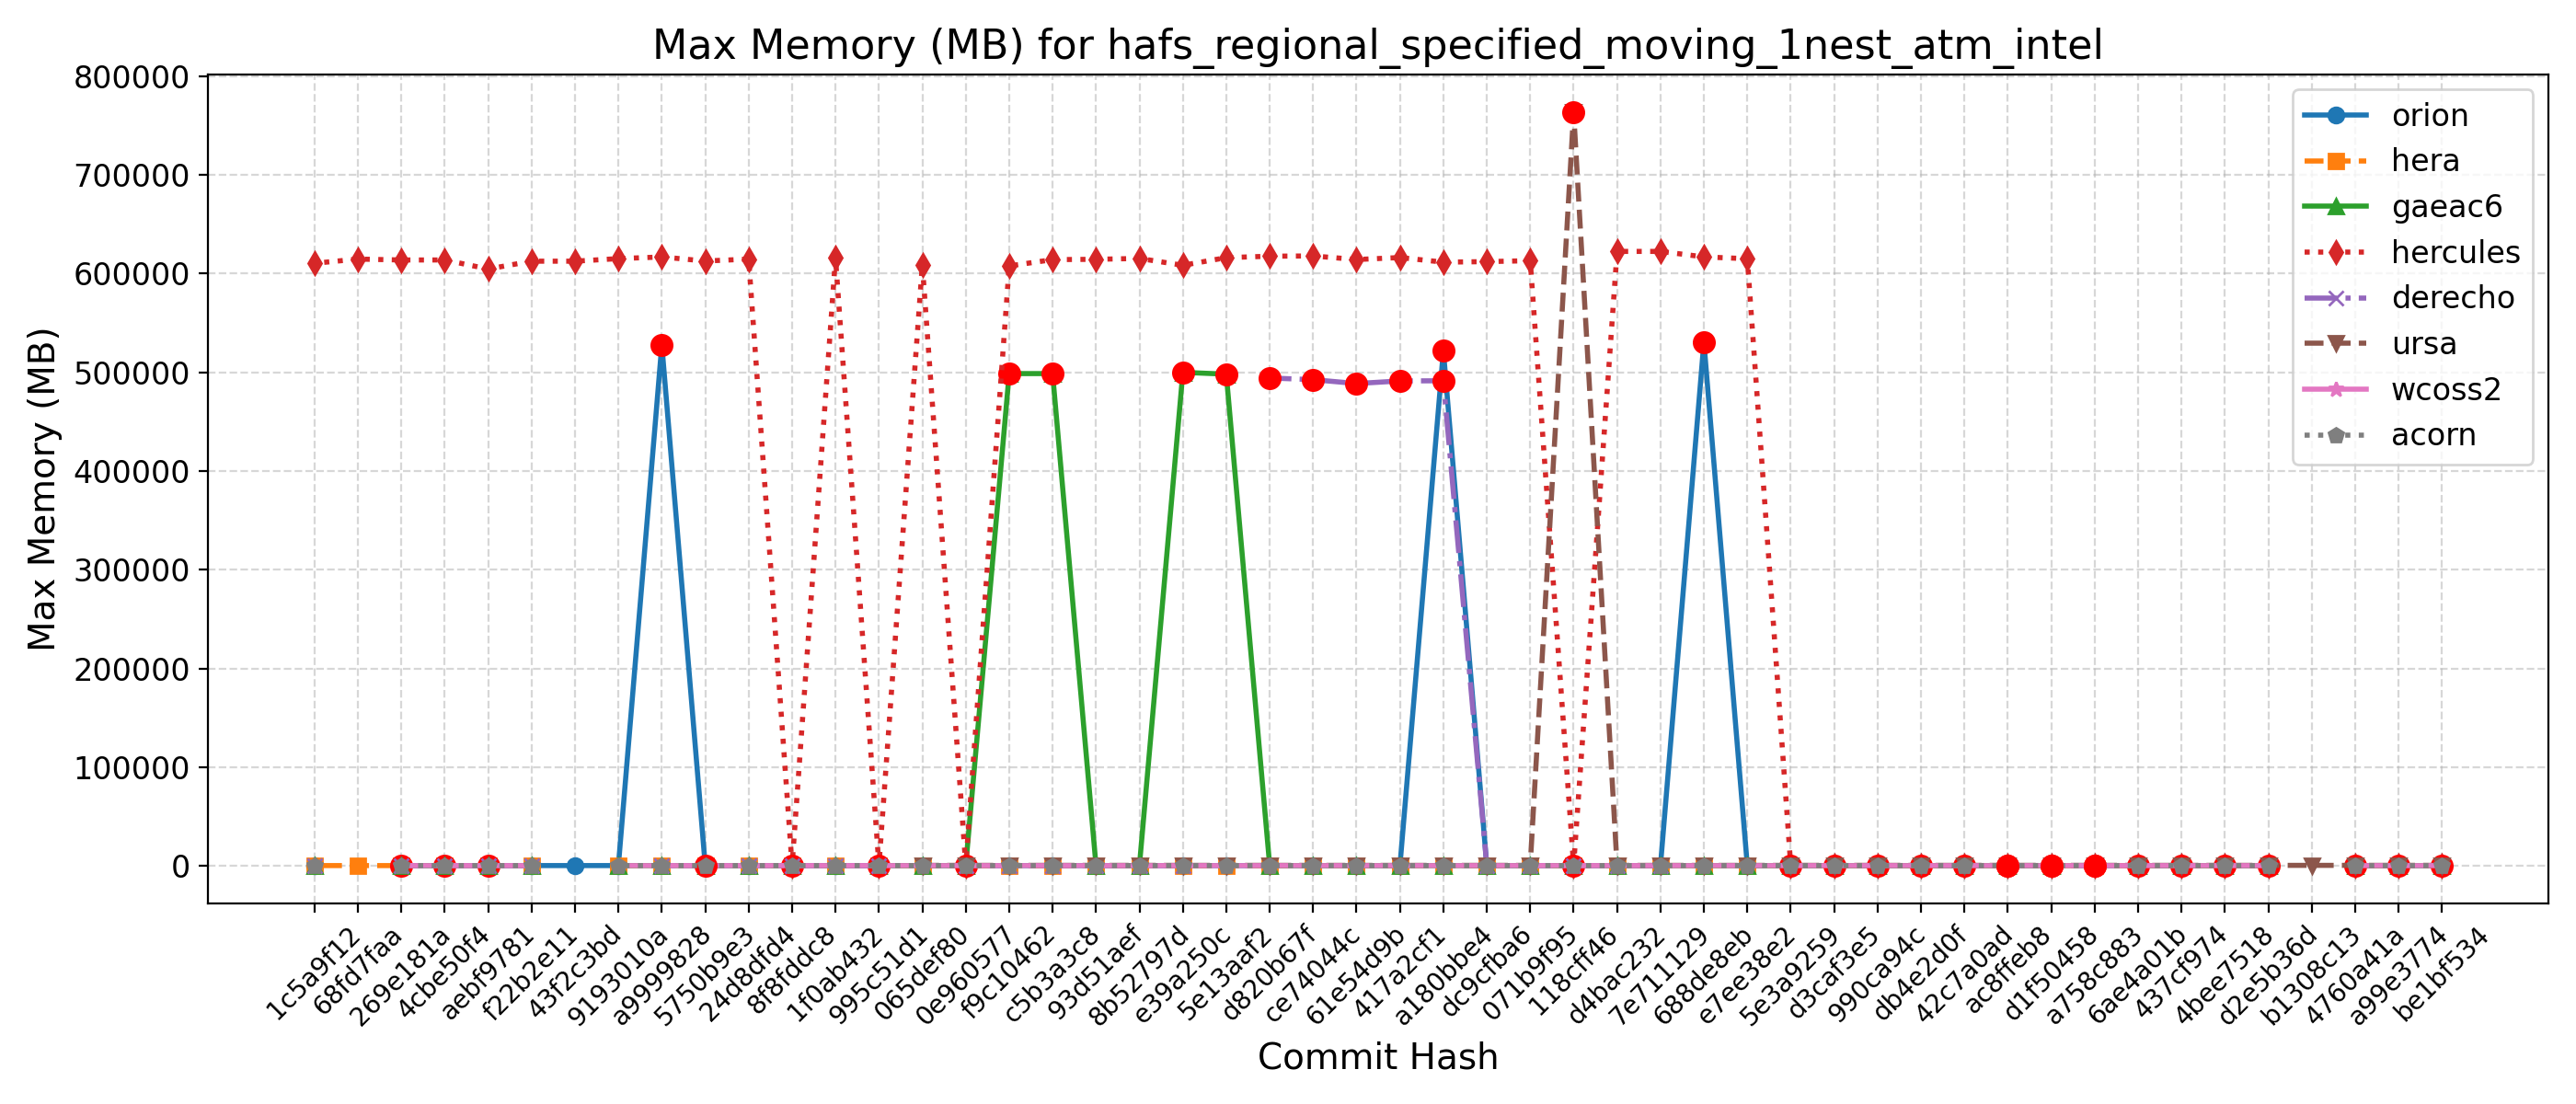 Max Memory (MB) for hafs_regional_specified_moving_1nest_atm_intel
800000
700000
600000
500000
400000
300000
200000
100000
0
Max Memory (MB)
orion
hera
gaeac6
hercules
derecho
ursa
wcoss2
acorn
1c5a9f12
68fd7faa
269e181a
4cbe50f4
aebf9781
f22b2e11
43f2c3bd
9193010a
a9999828
5750b9e3
24d8dfd4
8f8fddc8
1f0ab432
995c51d1
065def80
0e960577
f9c10462
c5b3a3c8
93d51aef
8b52797d
e39a250c
5e13aaf2
d820b67f
ce74044c
61e54d9b
417a2cf1
a180bbe4
dc9cfba6
071b9f95
118cff46
d4bac232
7e711129
688de8eb
e7ee38e2
5e3a9259
d3caf3e5
990ca94c
db4e2d0f
42c7a0ad
ac8ffeb8
d1f50458
a758c883
6ae4a01b
437cf974
4bee7518
d2e5b36d
b1308c13
4760a41a
a99e3774
be1bf534
Commit Hash